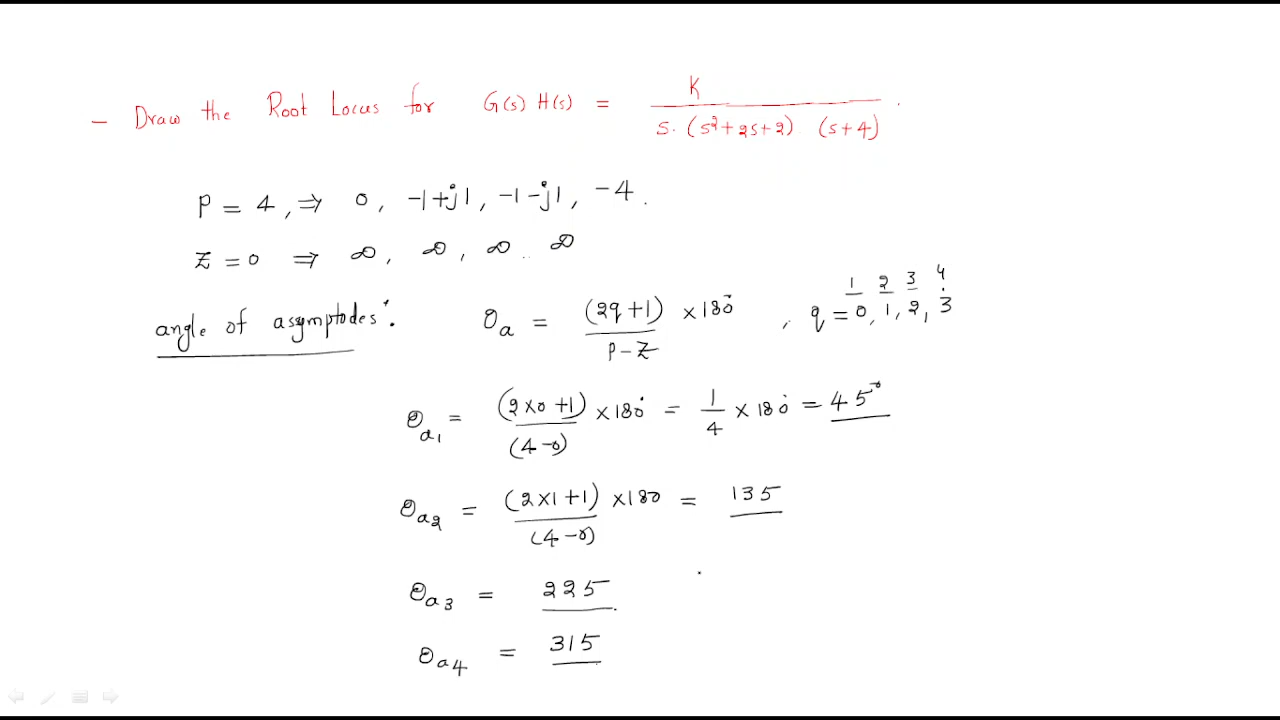 – Draw the Root Locus for G(s) H(s) = K / s. (s²+2s+2) (s+4) .
P = 4, ⇒ 0, -1+j1, -1-j1, -4 .
Z = 0 ⇒ ∞, ∞, ∞ ∞
1 2 3 4
angle of asymptodes: θa = (2q+1) / P-Z × 180° , q = 0, 1, 2, 3
θa1 = (2×0+1) / (4-0) × 180° = 1/4 × 180° = 45°
θa2 = (2×1+1) / (4-0) ×180 = 135
θa3 = 225
θa4 = 315